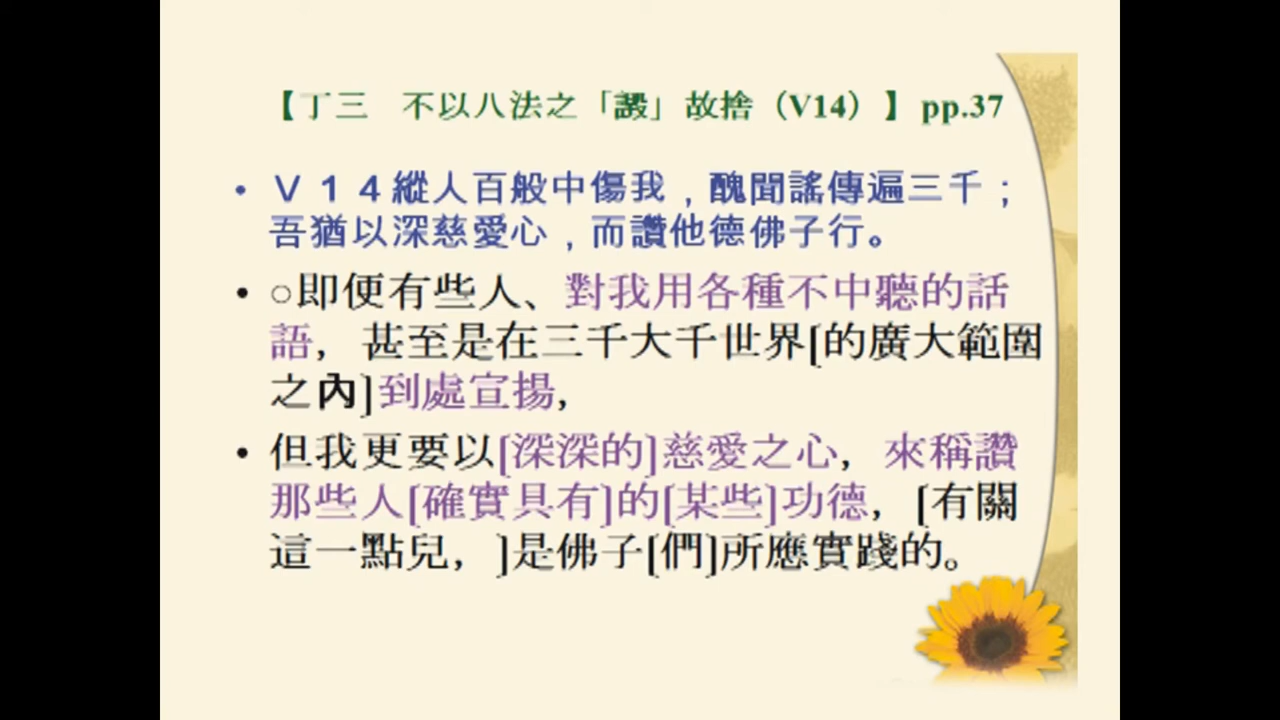 【丁三　不以八法之「譭」故捨（V14）】pp.37
• Ｖ１４縱人百般中傷我，醜聞謠傳遍三千；
吾猶以深慈愛心，而讚他德佛子行。
• ○即便有些人、對我用各種不中聽的話
語，甚至是在三千大千世界[的廣大範圍
之內]到處宣揚，
• 但我更要以[深深的]慈愛之心，來稱讚
那些人[確實具有]的[某些]功德，[有關
這一點兒，]是佛子[們]所應實踐的。